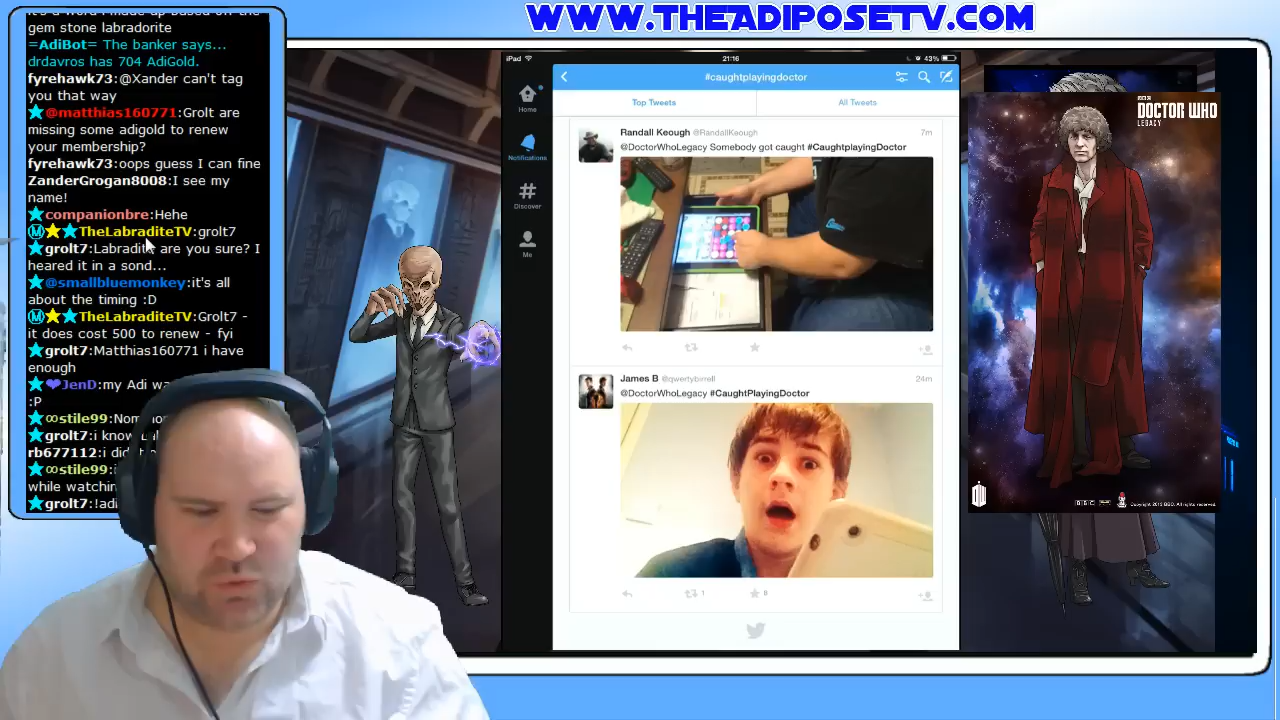 WWW.THEADIPOSETV.COM
gem stone labradorite
=AdiBot= The banker says...
drdavros has 704 AdiGold.
fyrehawk73:@Xander can't tag
you that way
@matthias160771:Grolt are
missing some adigold to renew
your membership?
fyrehawk73:oops guess I can fine
ZanderGrogan8008:I see my
name!
companionbre:Hehe
M TheLabraditeTV:grolt7
grolt7:Labradite are you sure? I
heared it in a sond...
@smallbluemonkey:it's all
about the timing :D
M TheLabraditeTV:Grolt7 -
it does cost 500 to renew - fyi
grolt7:Matthias160771 i have
enough
JenD:my Adi
:P
stile99:
grolt7:i know
rb677112:i
stile99:
while
grolt7:
iPad
21:16
43%
#caughtplayingdoctor
Top Tweets
All Tweets
Home
Notifications
Discover
Me
Randall Keough @RandallKeough
7m
@DoctorWhoLegacy Somebody got caught #CaughtplayingDoctor
James B @qwertybirrell
24m
@DoctorWhoLegacy #CaughtPlayingDoctor
1
8
DOCTOR WHO
LEGACY
BBC